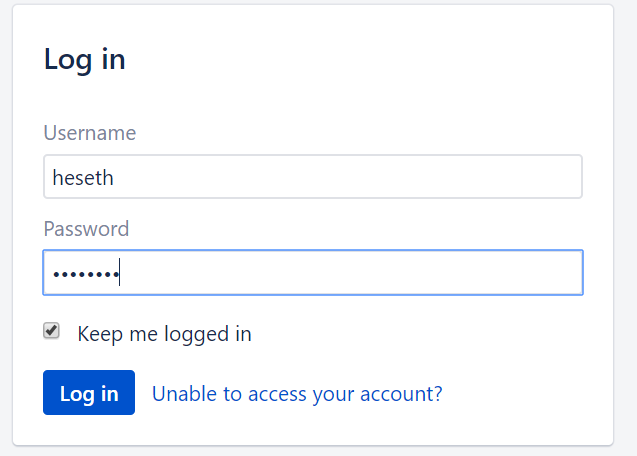 Log in
Username
heseth
Password
••••••••
Keep me logged in
Log in Unable to access your account?